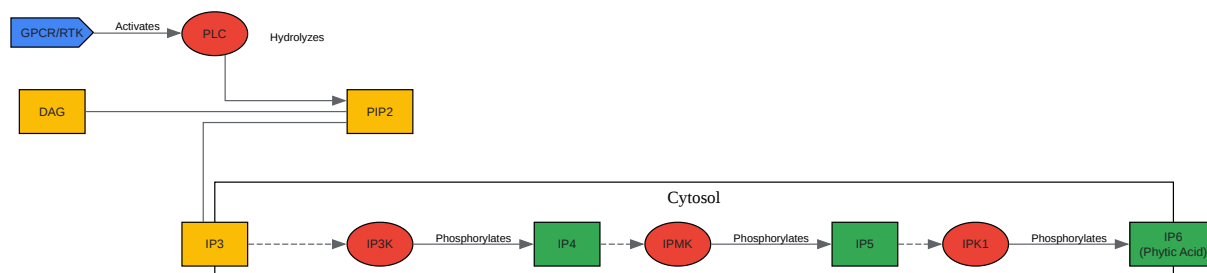 GPCR/RTK
Activates
PLC
Hydrolyzes
DAG
PIP2
Cytosol
IP3
IP3K
Phosphorylates
IP4
IPMK
Phosphorylates
IP5
IPK1
Phosphorylates
IP6
(Phytic Acid)